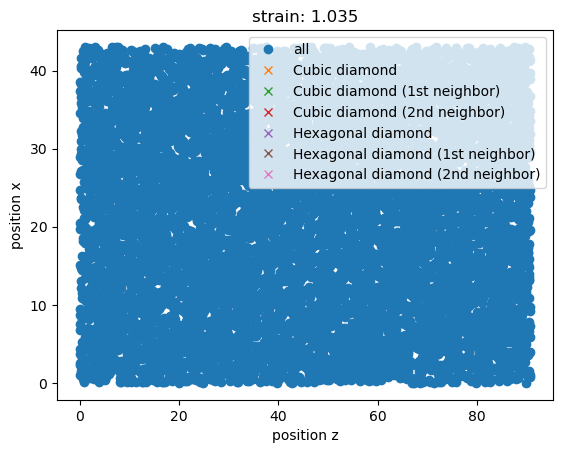 strain: 1.035
all
Cubic diamond
Cubic diamond (1st neighbor)
Cubic diamond (2nd neighbor)
Hexagonal diamond
Hexagonal diamond (1st neighbor)
Hexagonal diamond (2nd neighbor)
position x
40
30
20
10
0
0
20
40
60
80
position z